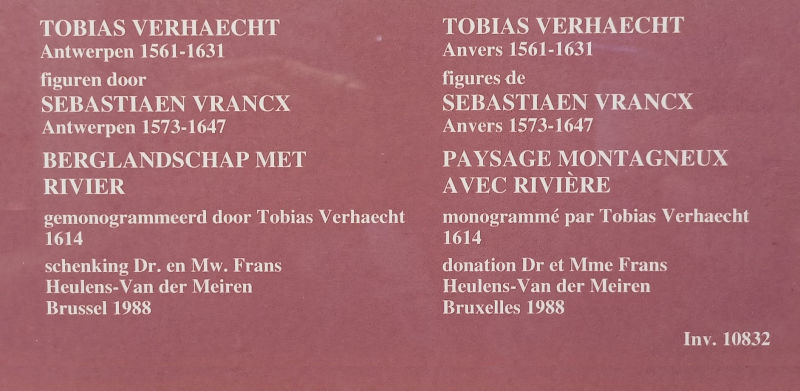 TOBIAS VERHAECHT
Antwerpen 1561-1631
figuren door
SEBASTIAEN VRANCX
Antwerpen 1573-1647
BERGLANDSCHAP MET
RIVIER
gemonogrammeerd door Tobias Verhaecht
1614
schenking Dr. en Mw. Frans
Heulens-Van der Meiren
Brussel 1988
TOBIAS VERHAECHT
Anvers 1561-1631
figures de
SEBASTIAEN VRANCX
Anvers 1573-1647
PAYSAGE MONTAGNEUX
AVEC RIVIÈRE
monogrammé par Tobias Verhaecht
1614
donation Dr et Mme Frans
Heulens-Van der Meiren
Bruxelles 1988
Inv. 10832